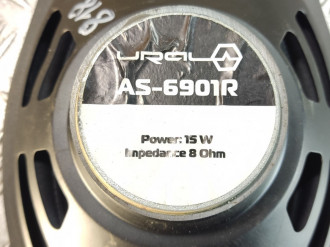 URAL
AS-6901R
Power: 15 W
Impedance 8 Ohm